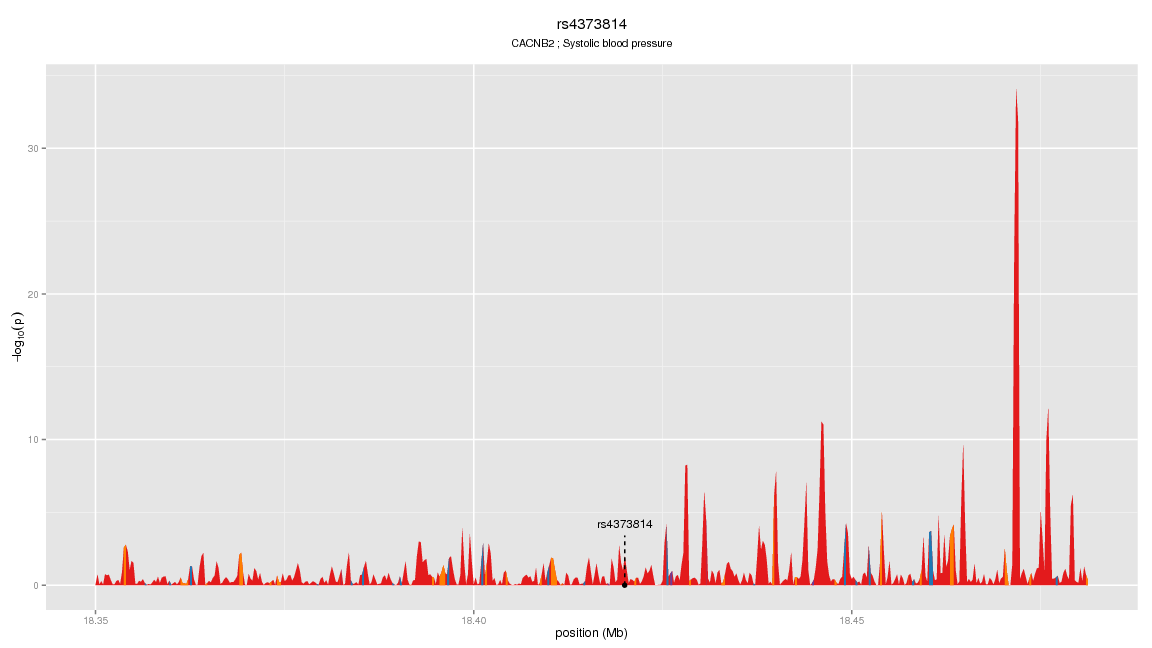 rs4373814
CACNB2 ; Systolic blood pressure
30
20
10
0
−log10(p)
rs4373814
18.35
18.40
18.45
position (Mb)